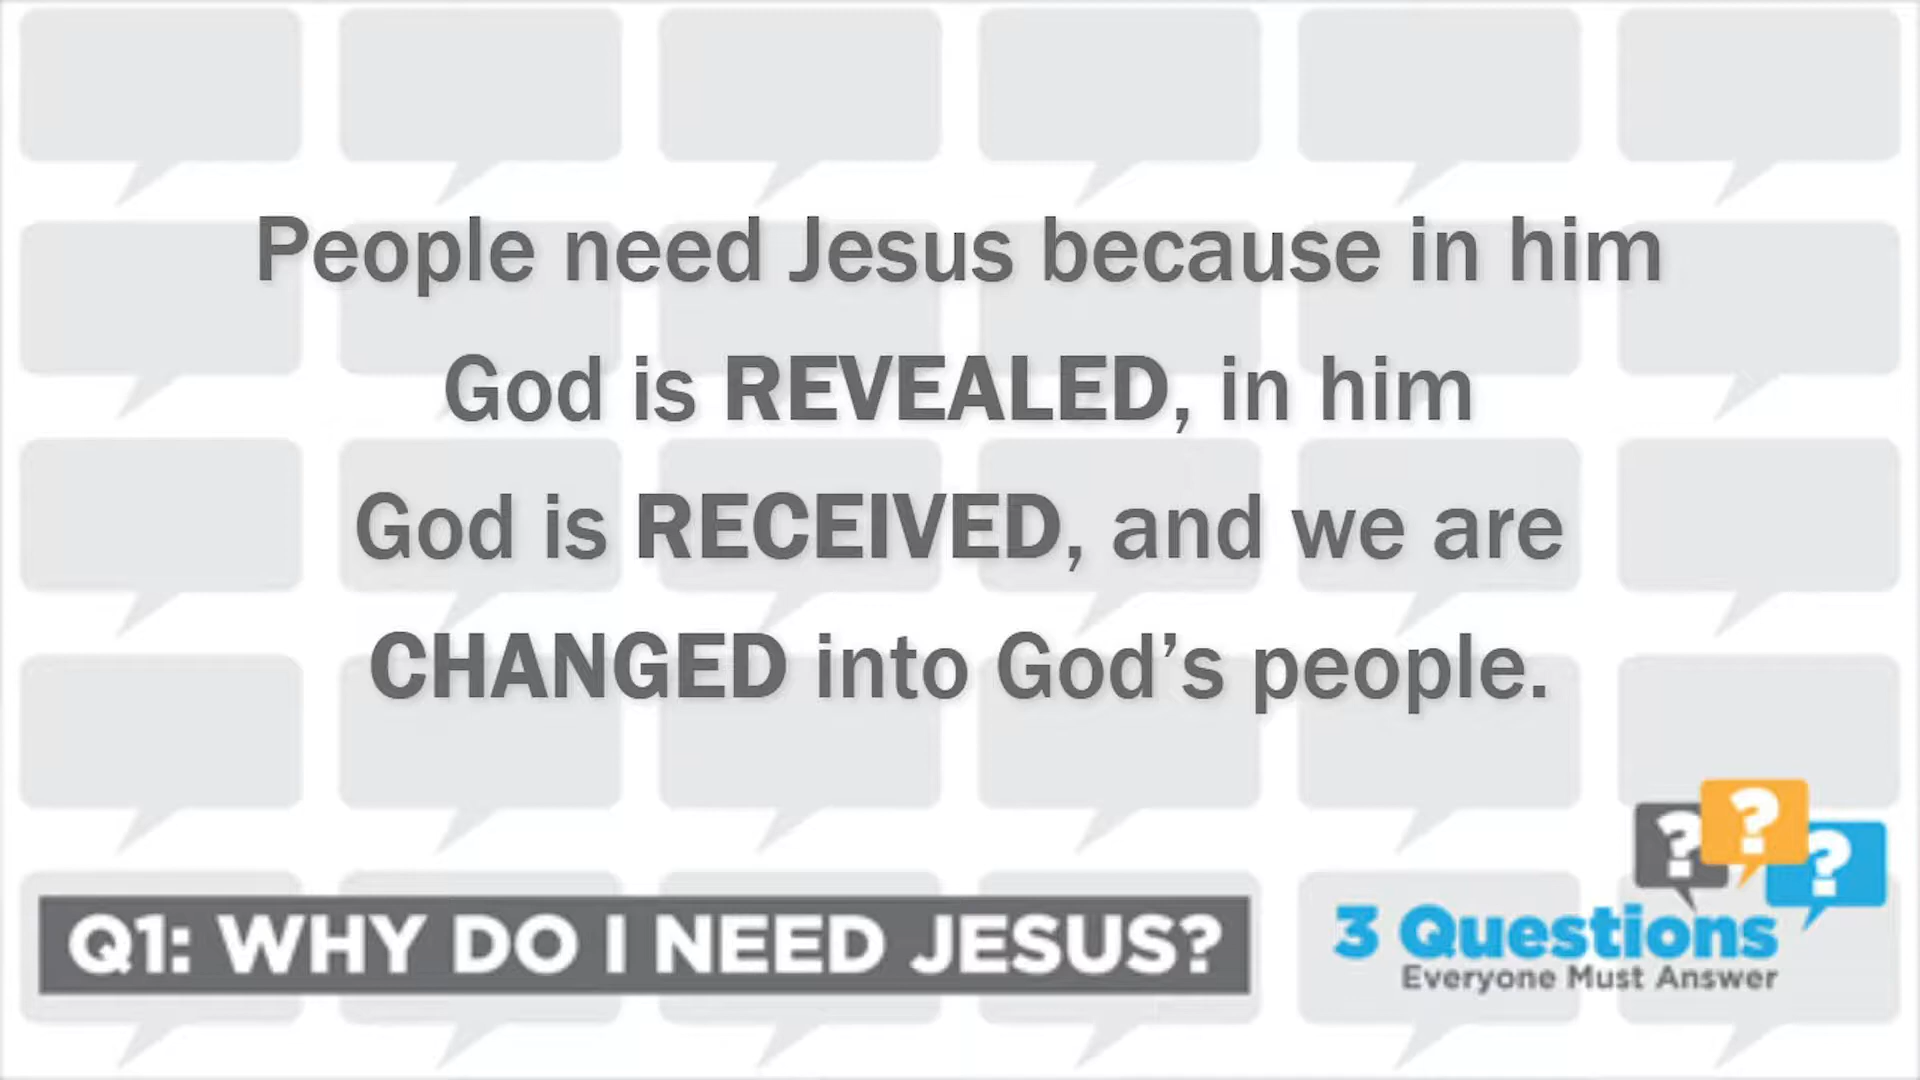 People need Jesus because in him
God is REVEALED, in him
God is RECEIVED, and we are
CHANGED into God’s people.
? ? ?
Q1: WHY DO I NEED JESUS?
3 Questions
Everyone Must Answer